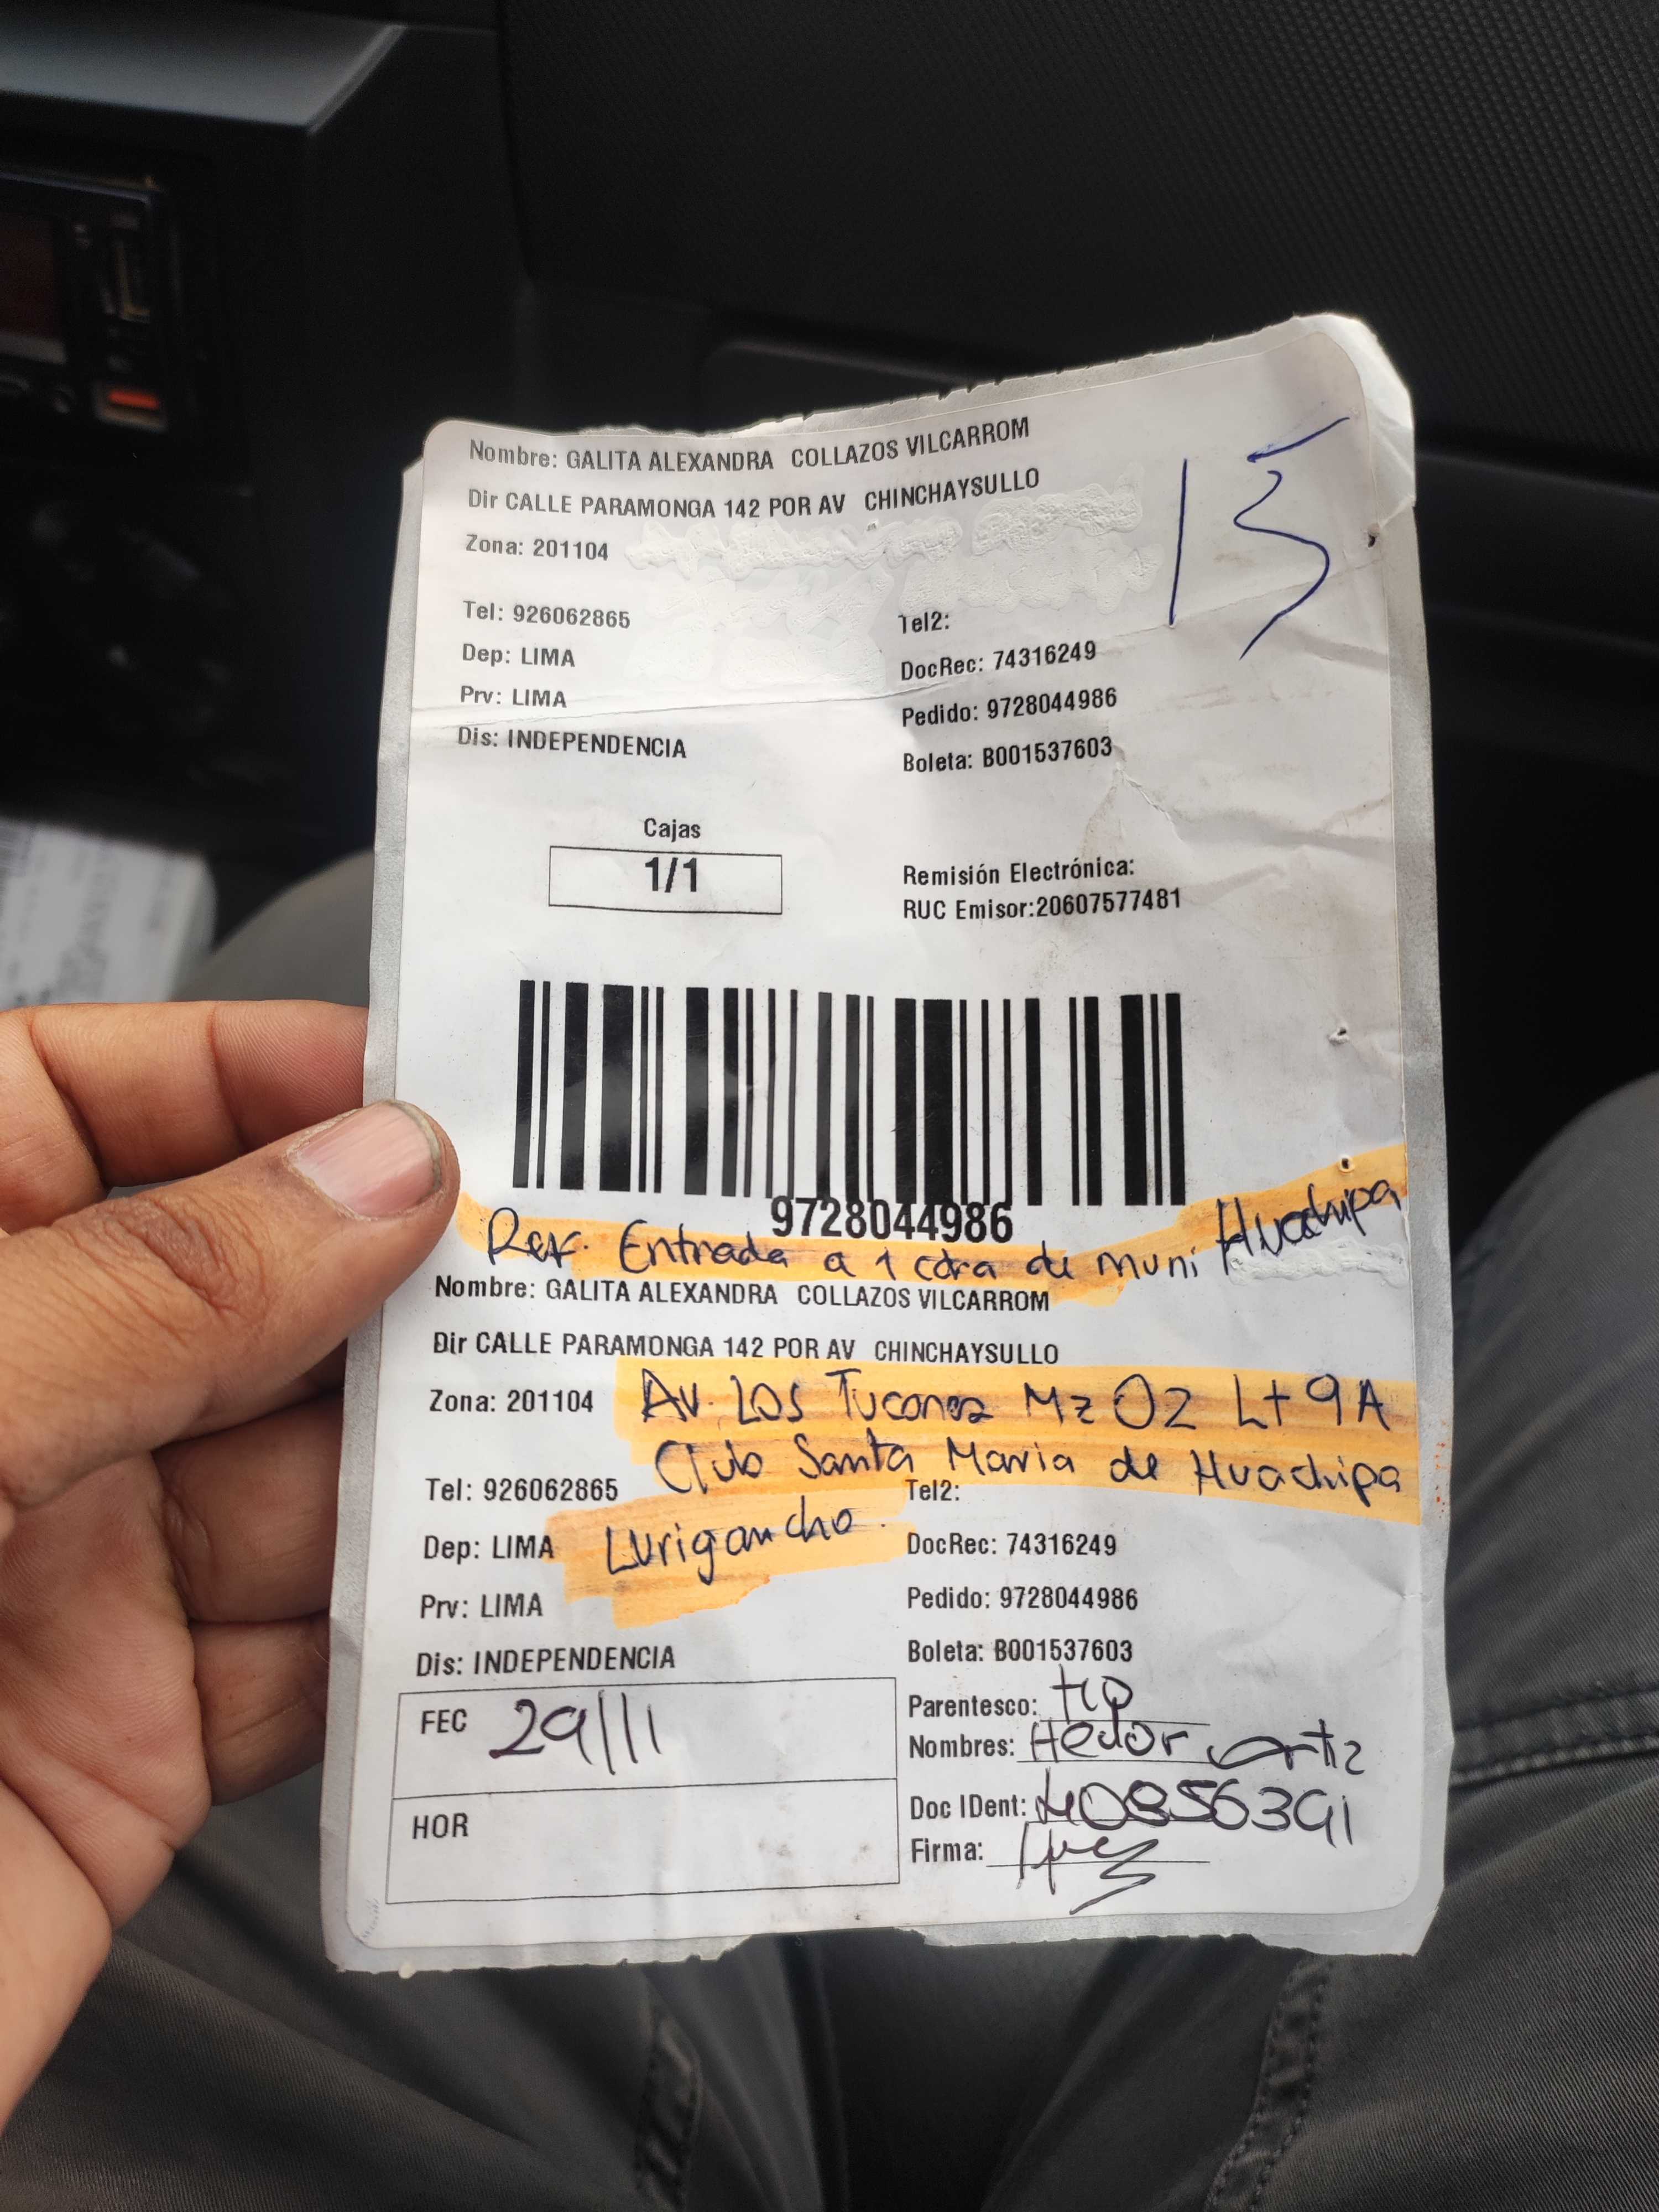 Nombre: GALITA ALEXANDRA COLLAZOS VILCARROM
Dir CALLE PARAMONGA 142 POR AV CHINCHAYSULLO
Zona: 201104
15
Tel: 926062865
Tel2:
Dep: LIMA
DocRec: 74316249
Prv: LIMA
Pedido: 9728044986
Dis: INDEPENDENCIA
Boleta: B001537603
Cajas
1/1
Remisión Electrónica:
RUC Emisor:20607577481
9728044986
Ref. Entrada a 1 cdra de muni Huachipa
Nombre: GALITA ALEXANDRA COLLAZOS VILCARROM
Dir CALLE PARAMONGA 142 POR AV CHINCHAYSULLO
Zona: 201104 Av. Los Tucanes Mz O2 Lt 9A
Club Santa Maria de Huachipa
Tel: 926062865
Tel2:
Dep: LIMA Lurigancho.
DocRec: 74316249
Prv: LIMA
Pedido: 9728044986
Dis: INDEPENDENCIA
Boleta: B001537603
FEC 29/11
Parentesco:
Nombres: Hector Ortiz
HOR
Doc IDent: 40856391
Firma: